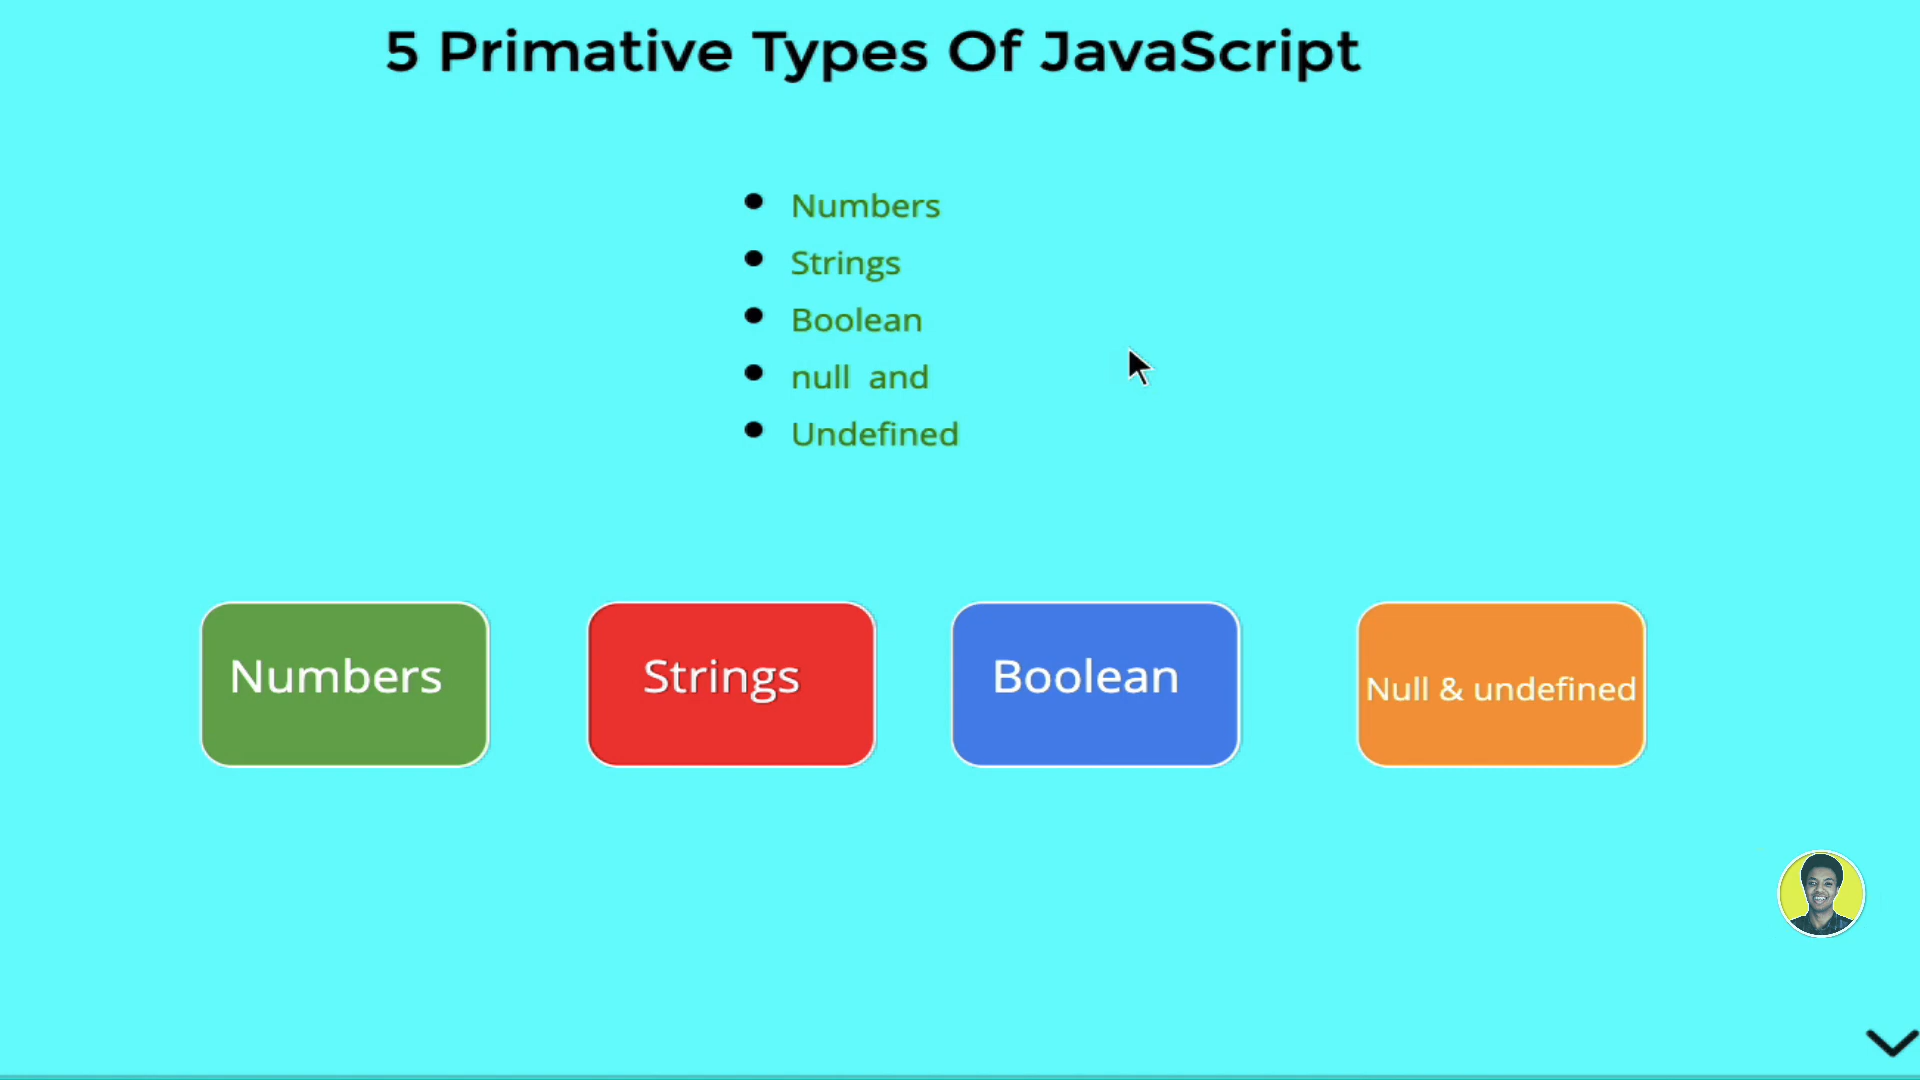 5 Primative Types Of JavaScript
Numbers
Strings
Boolean
null and
Undefined
Numbers
Strings
Boolean
Null & undefined